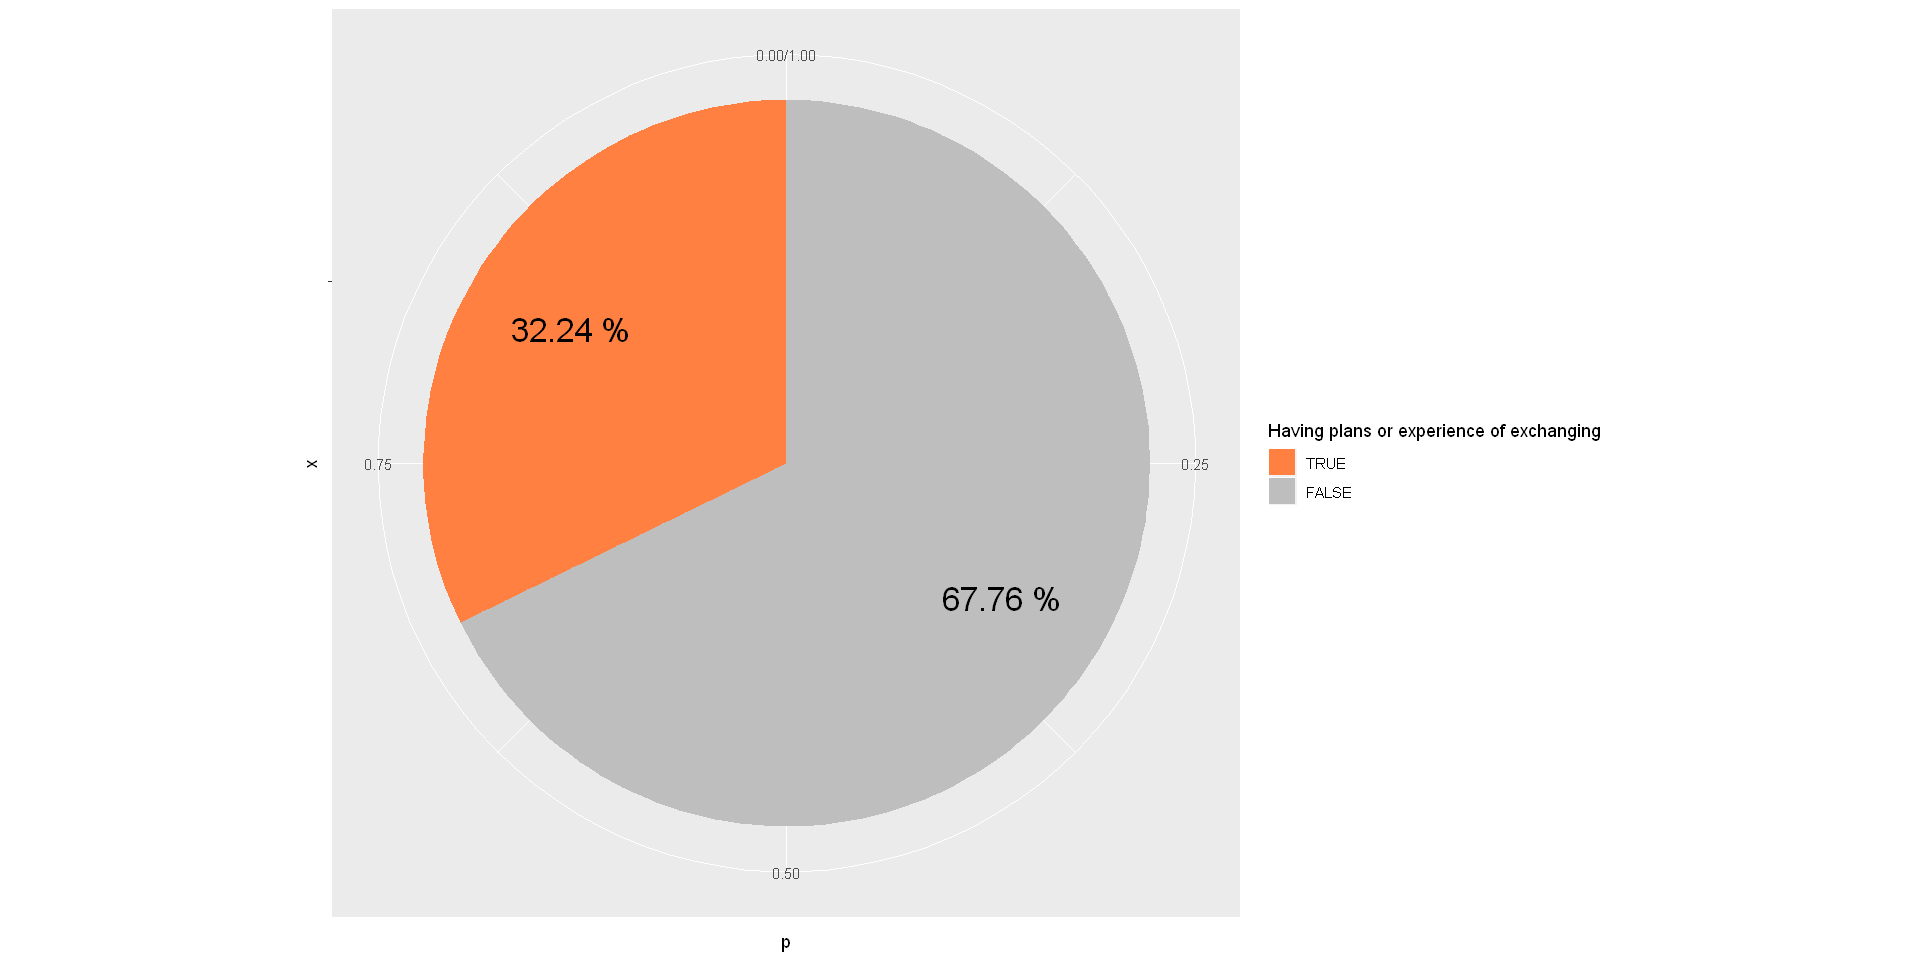 0.00/1.00
32.24 %
x
0.75
0.25
67.76 %
0.50
p
Having plans or experience of exchanging
TRUE
FALSE